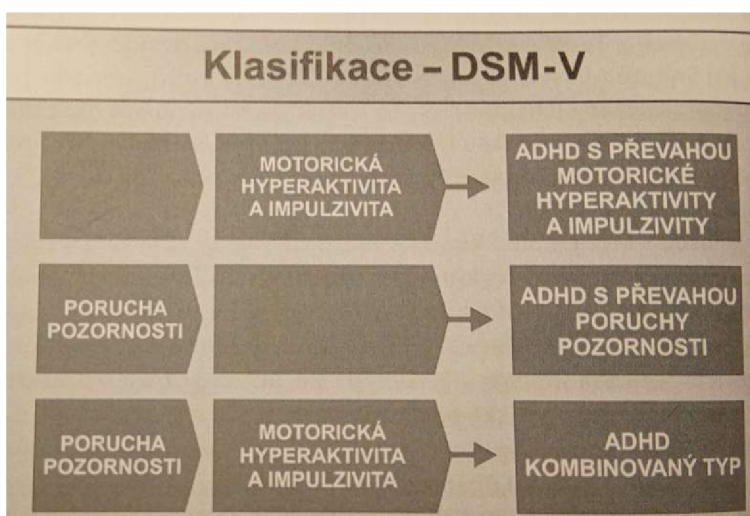 Klasifikace – DSM-V
MOTORICKÁ
HYPERAKTIVITA
A IMPULZIVITA
ADHD S PŘEVAHOU
MOTORICKÉ
HYPERAKTIVITY
A IMPULZIVITY
PORUCHA
POZORNOSTI
ADHD S PŘEVAHOU
PORUCHY
POZORNOSTI
PORUCHA
POZORNOSTI
MOTORICKÁ
HYPERAKTIVITA
A IMPULZIVITA
ADHD
KOMBINOVANÝ TYP